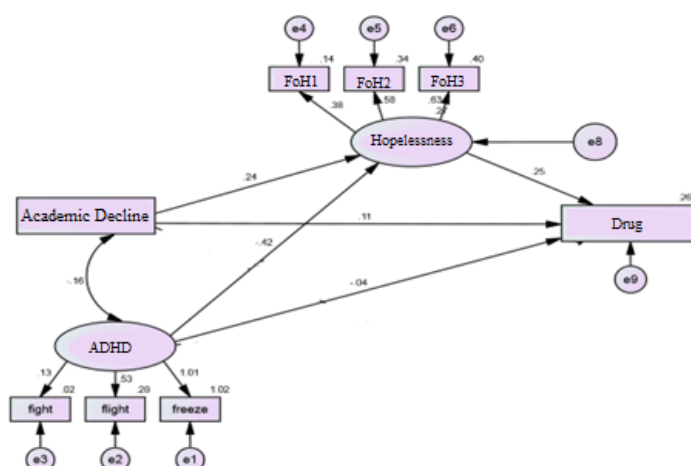 e4 e5 e6
.14 .34 .40
FoH1 FoH2 FoH3
.38 .58 .63
.27
Hopelessness
e8
.24
.25
Academic Decline
.11
.26
Drug
-.42
-.16
-.04
e9
ADHD
.13 .53 1.01
.02 .28 1.02
fight flight freeze
e3 e2 e1